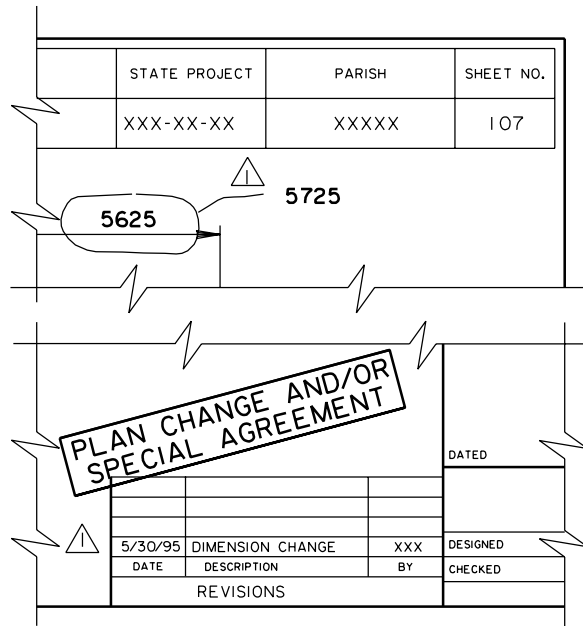 STATE PROJECT PARISH SHEET NO.
XXX-XX-XX XXXXX 107
1
5625 5725
PLAN CHANGE AND/OR
SPECIAL AGREEMENT
DATED
1
5/30/95 DIMENSION CHANGE XXX DESIGNED
DATE DESCRIPTION BY CHECKED
REVISIONS